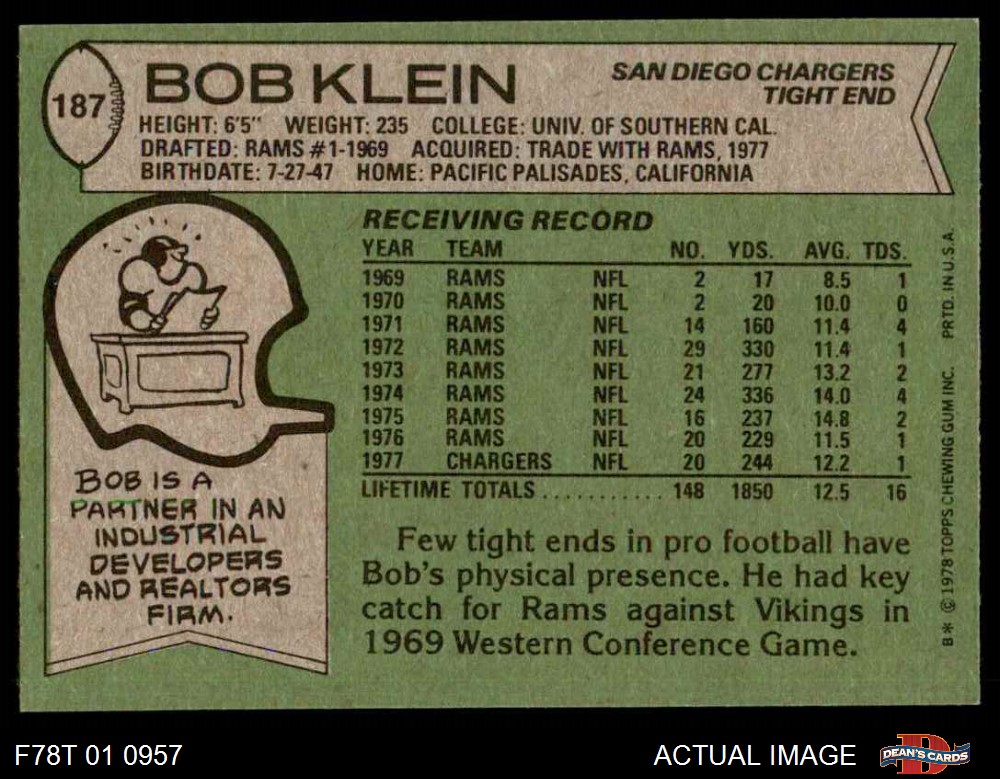 187
BOB KLEIN
SAN DIEGO CHARGERS
TIGHT END
HEIGHT: 6'5" WEIGHT: 235 COLLEGE: UNIV. OF SOUTHERN CAL.
DRAFTED: RAMS #1-1969 ACQUIRED: TRADE WITH RAMS, 1977
BIRTHDATE: 7-27-47 HOME: PACIFIC PALISADES, CALIFORNIA
RECEIVING RECORD
YEAR TEAM NO. YDS. AVG. TDS.
1969 RAMS NFL 2 17 8.5 1
1970 RAMS NFL 2 20 10.0 0
1971 RAMS NFL 14 160 11.4 4
1972 RAMS NFL 29 330 11.4 1
1973 RAMS NFL 21 277 13.2 2
1974 RAMS NFL 24 336 14.0 4
1975 RAMS NFL 16 237 14.8 2
1976 RAMS NFL 20 229 11.5 1
1977 CHARGERS NFL 20 244 12.2 1
LIFETIME TOTALS........... 148 1850 12.5 16
BOB IS A
PARTNER IN AN
INDUSTRIAL
DEVELOPERS
AND REALTORS
FIRM.
Few tight ends in pro football have
Bob's physical presence. He had key
catch for Rams against Vikings in
1969 Western Conference Game.
B* © 1978 TOPPS CHEWING GUM INC. PRTD. IN U.S.A.
F78T 01 0957
ACTUAL IMAGE
D
DEAN'S CARDS